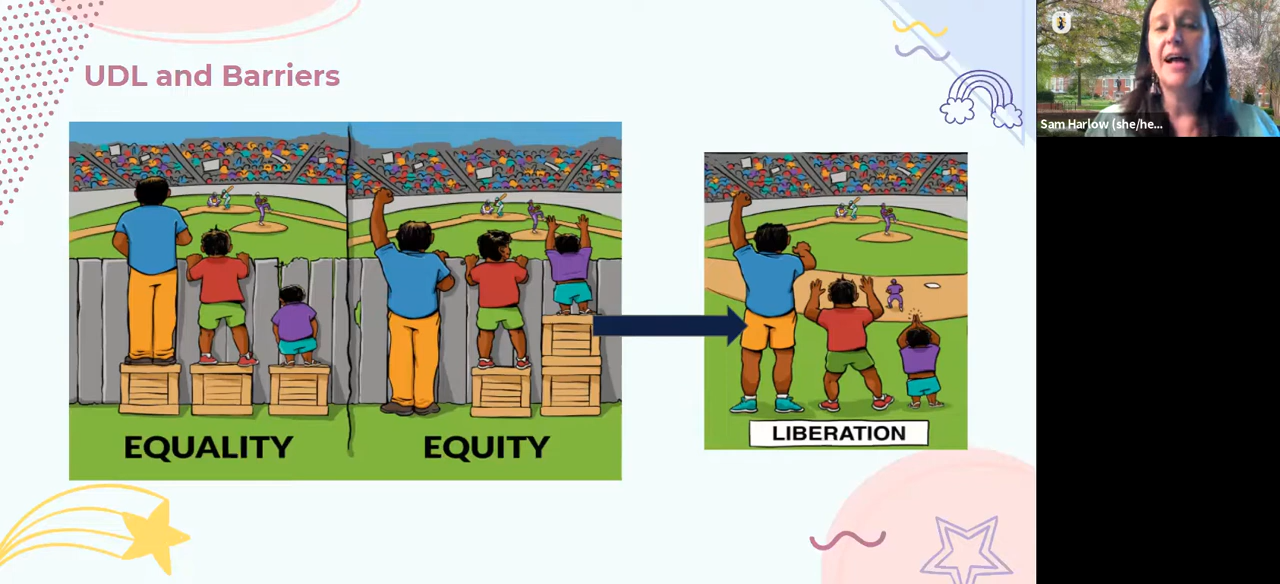 UDL and Barriers
EQUALITY
EQUITY
LIBERATION
Sam Harlow (she/he...